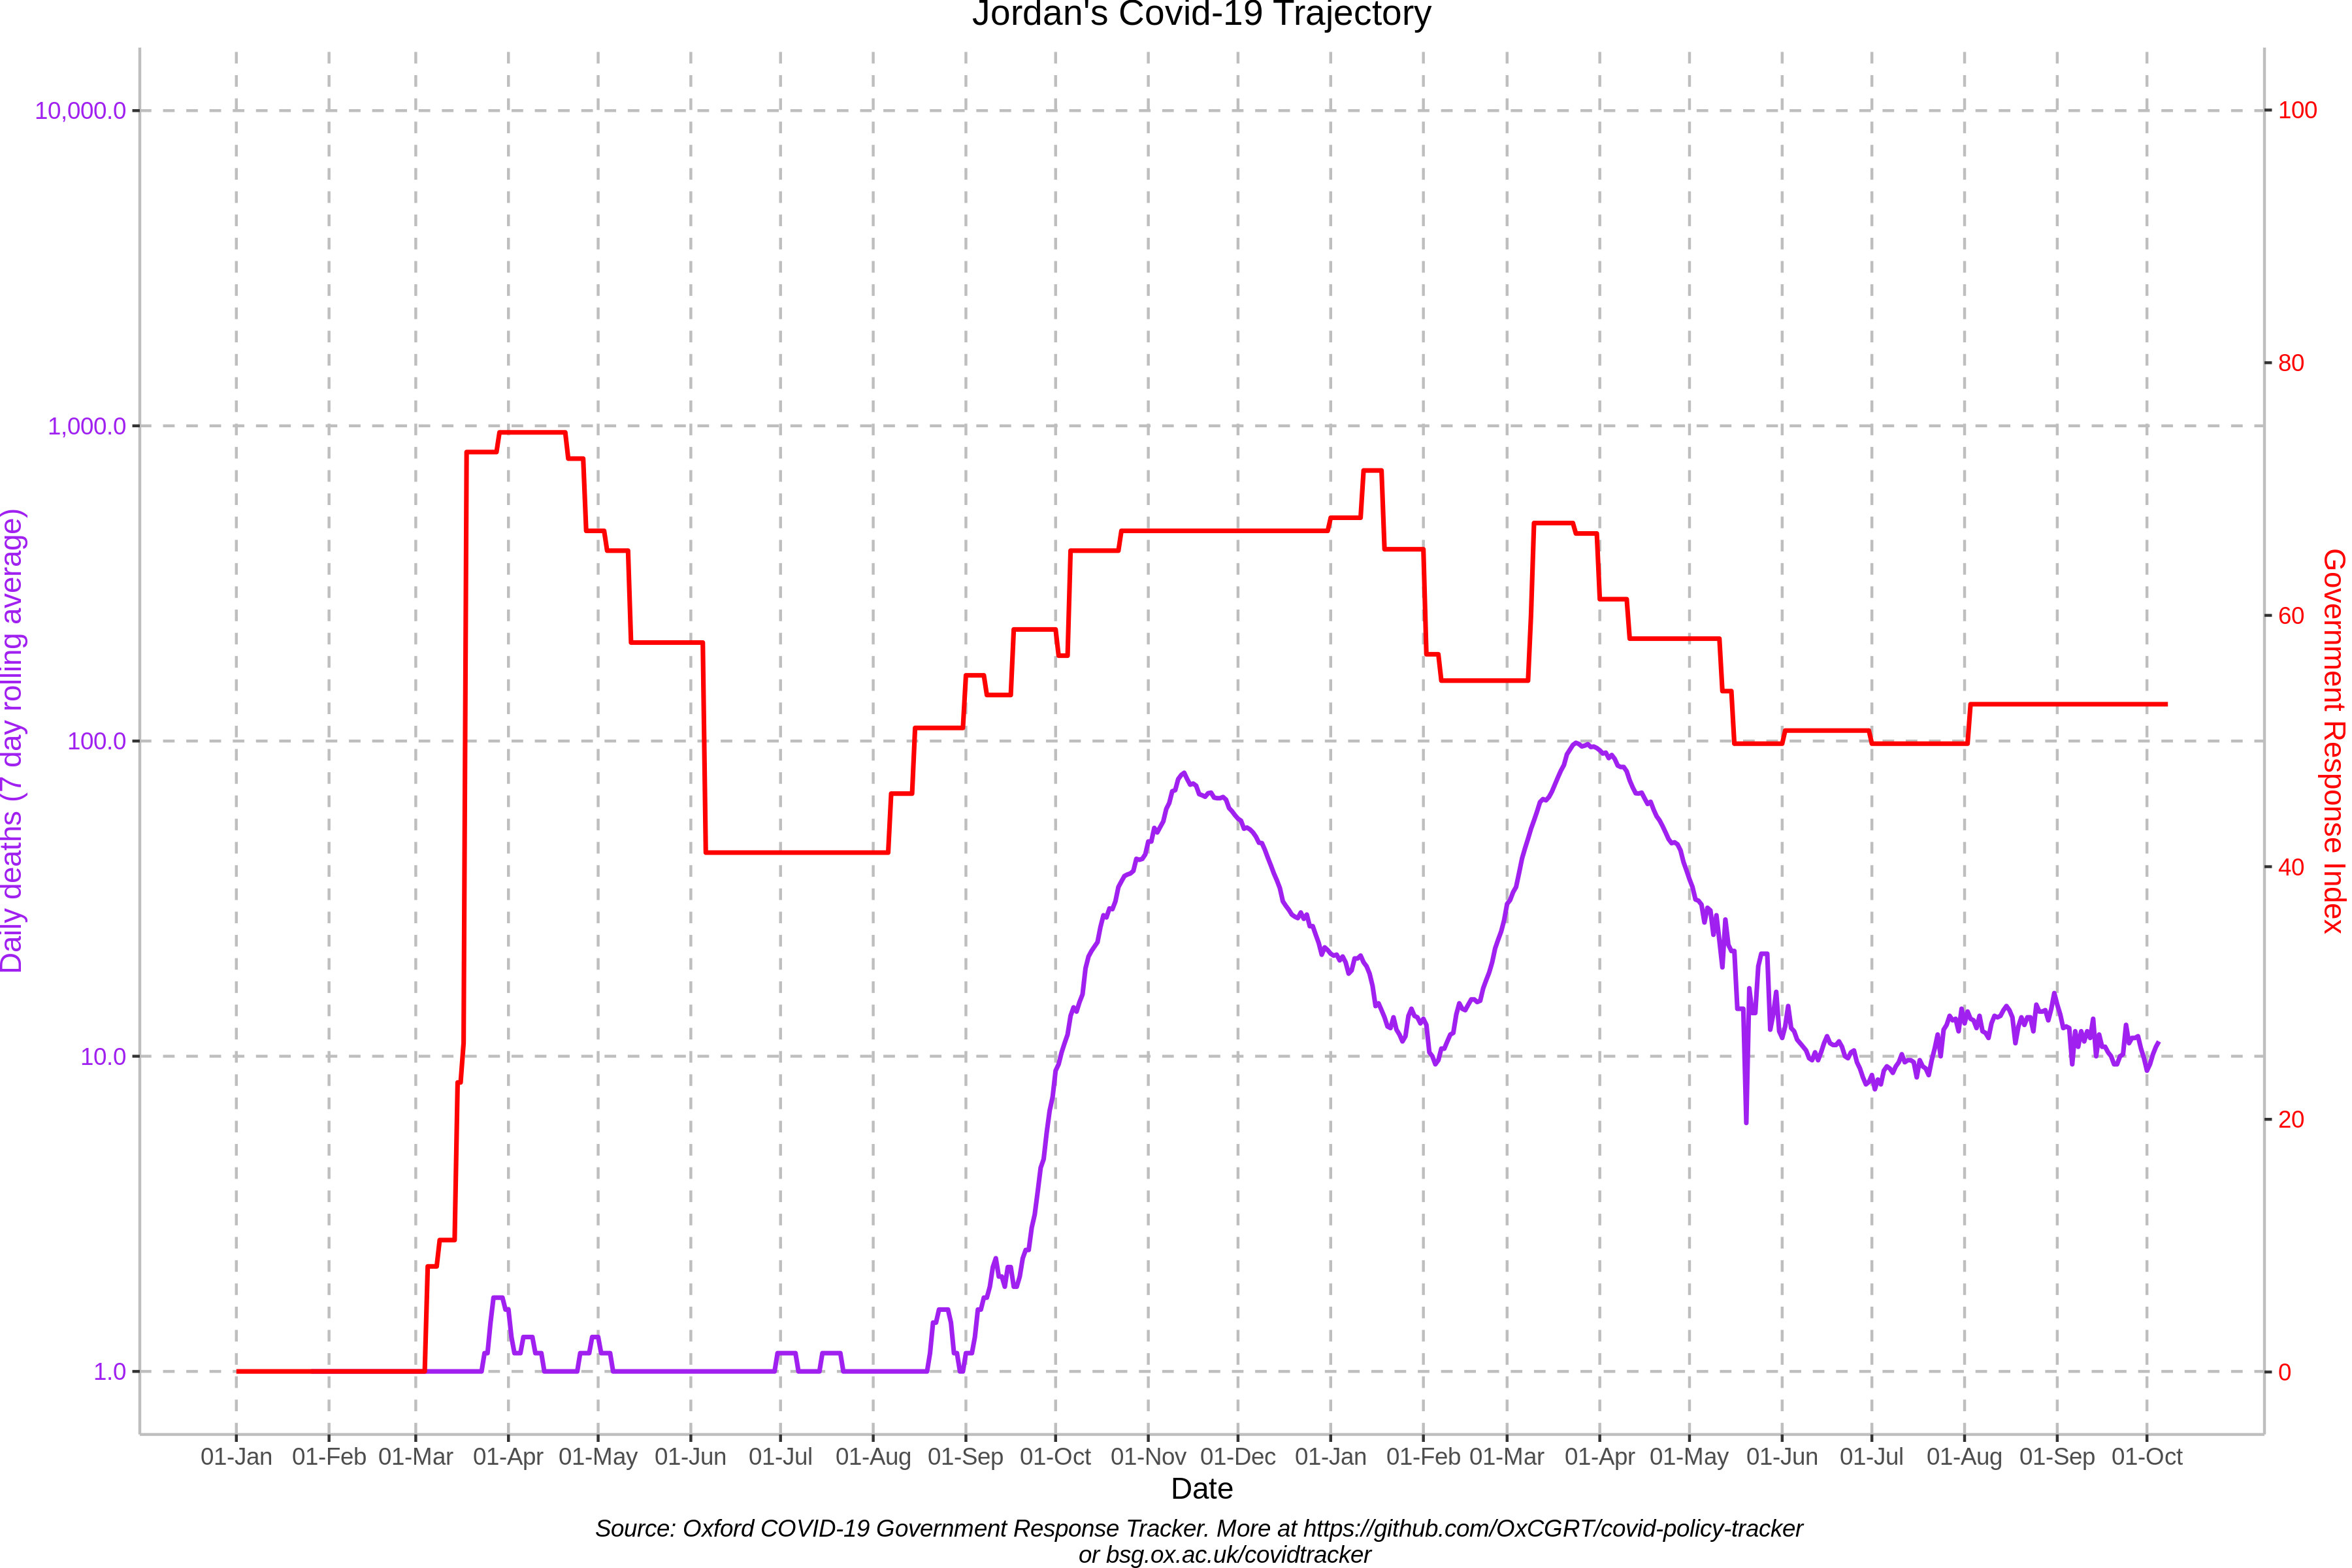 Jordan's Covid-19 Trajectory
10,000.0
1,000.0
100.0
10.0
1.0
Daily deaths (7 day rolling average)
100
80
60
40
20
0
Government Response Index
01-Jan 01-Feb 01-Mar 01-Apr 01-May 01-Jun 01-Jul 01-Aug 01-Sep 01-Oct 01-Nov 01-Dec 01-Jan 01-Feb 01-Mar 01-Apr 01-May 01-Jun 01-Jul 01-Aug 01-Sep 01-Oct
Date
Source: Oxford COVID-19 Government Response Tracker. More at https://github.com/OxCGRT/covid-policy-tracker
or bsg.ox.ac.uk/covidtracker